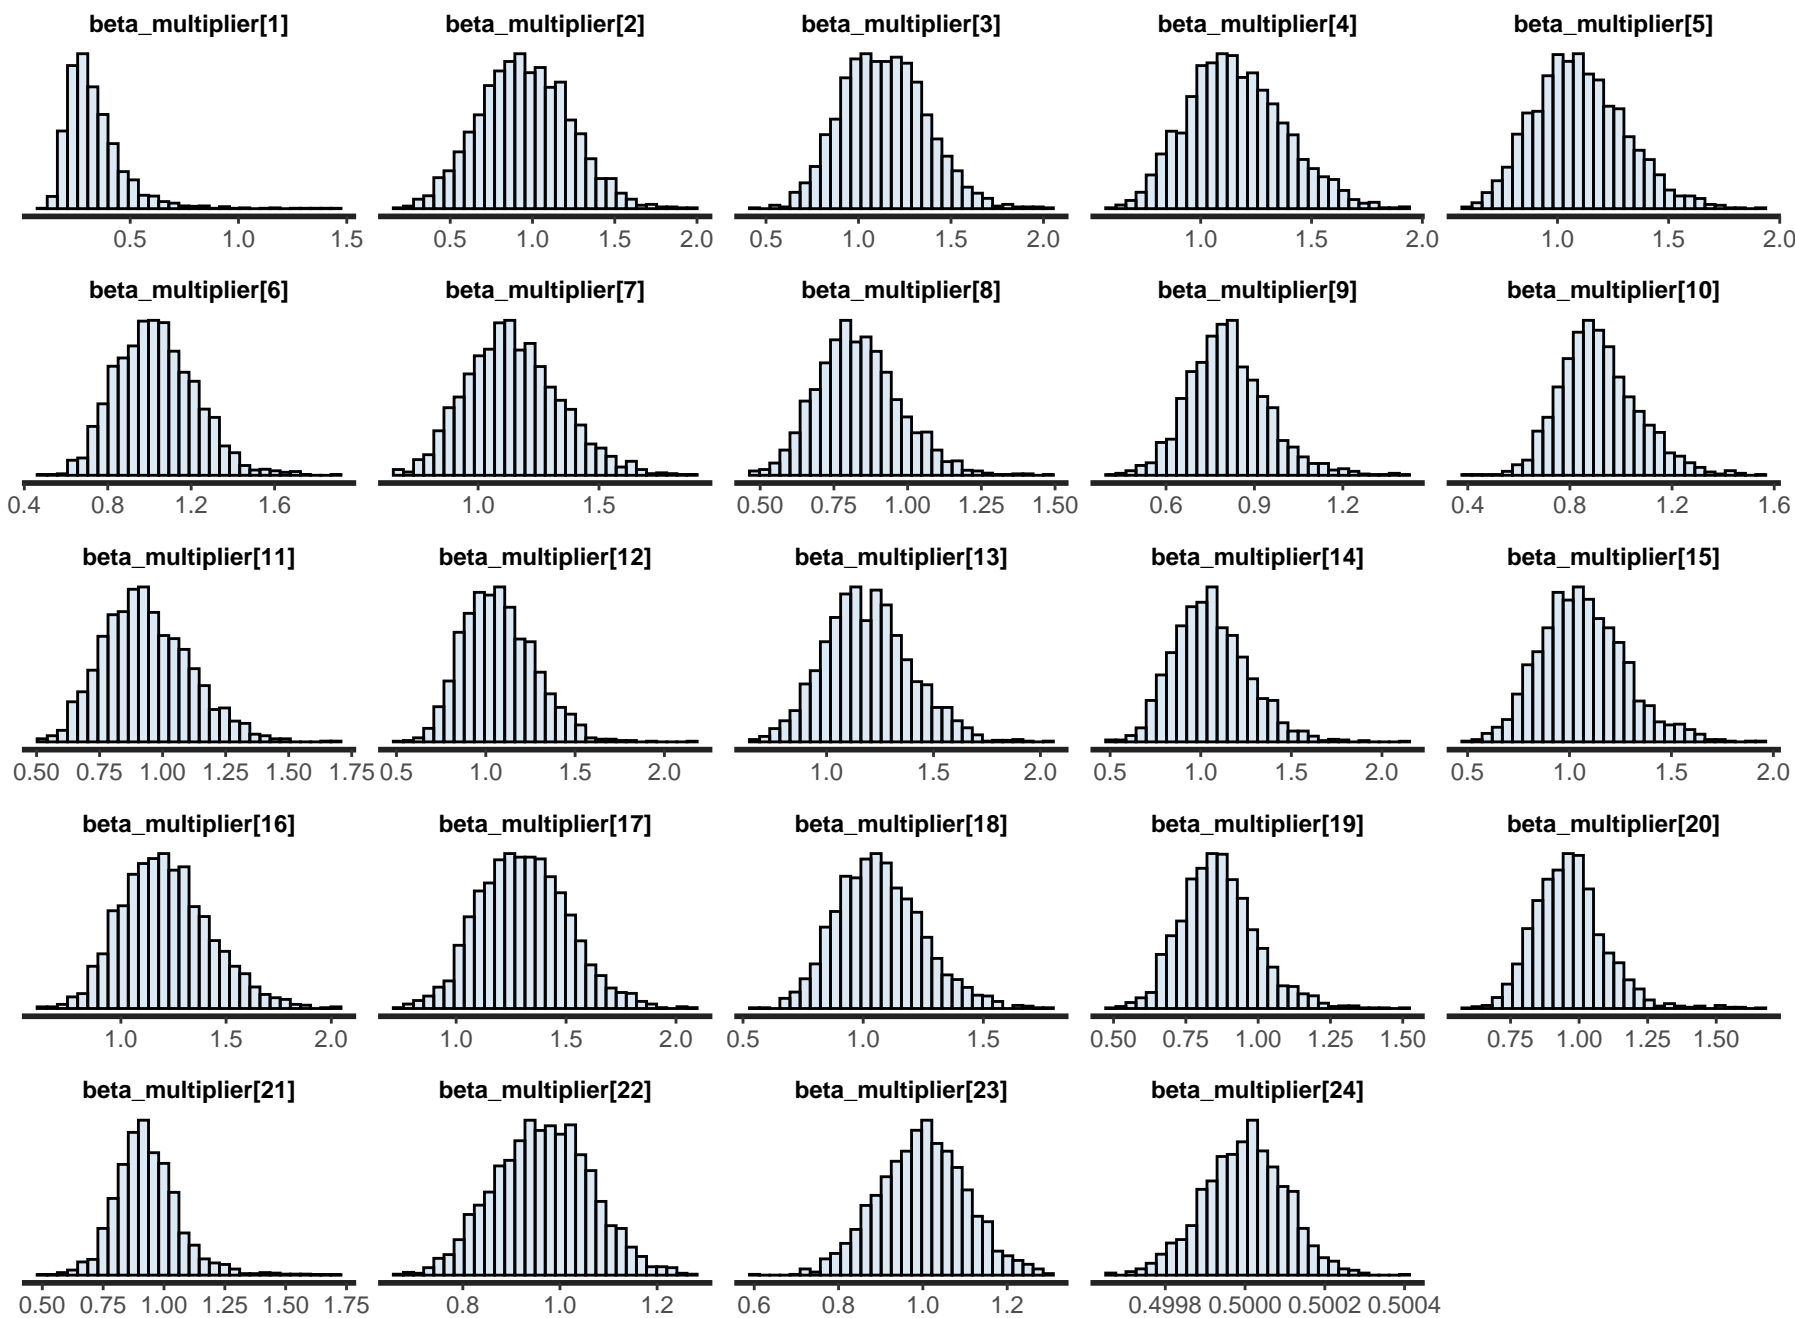 beta_multiplier[1] beta_multiplier[2] beta_multiplier[3] beta_multiplier[4] beta_multiplier[5]
0.5 1.0 1.5 0.5 1.0 1.5 2.0 0.5 1.0 1.5 2.0 1.0 1.5 2.0 1.0 1.5 2.0
beta_multiplier[6] beta_multiplier[7] beta_multiplier[8] beta_multiplier[9] beta_multiplier[10]
0.4 0.8 1.2 1.6 1.0 1.5 0.50 0.75 1.00 1.25 1.50 0.6 0.9 1.2 0.4 0.8 1.2 1.6
beta_multiplier[11] beta_multiplier[12] beta_multiplier[13] beta_multiplier[14] beta_multiplier[15]
0.50 0.75 1.00 1.25 1.50 1.75 0.5 1.0 1.5 2.0 1.0 1.5 2.0 0.5 1.0 1.5 2.0 0.5 1.0 1.5 2.0
beta_multiplier[16] beta_multiplier[17] beta_multiplier[18] beta_multiplier[19] beta_multiplier[20]
1.0 1.5 2.0 1.0 1.5 2.0 0.5 1.0 1.5 0.50 0.75 1.00 1.25 1.50 0.75 1.00 1.25 1.50
beta_multiplier[21] beta_multiplier[22] beta_multiplier[23] beta_multiplier[24]
0.50 0.75 1.00 1.25 1.50 1.75 0.8 1.0 1.2 0.6 0.8 1.0 1.2 0.4998 0.5000 0.5002 0.5004